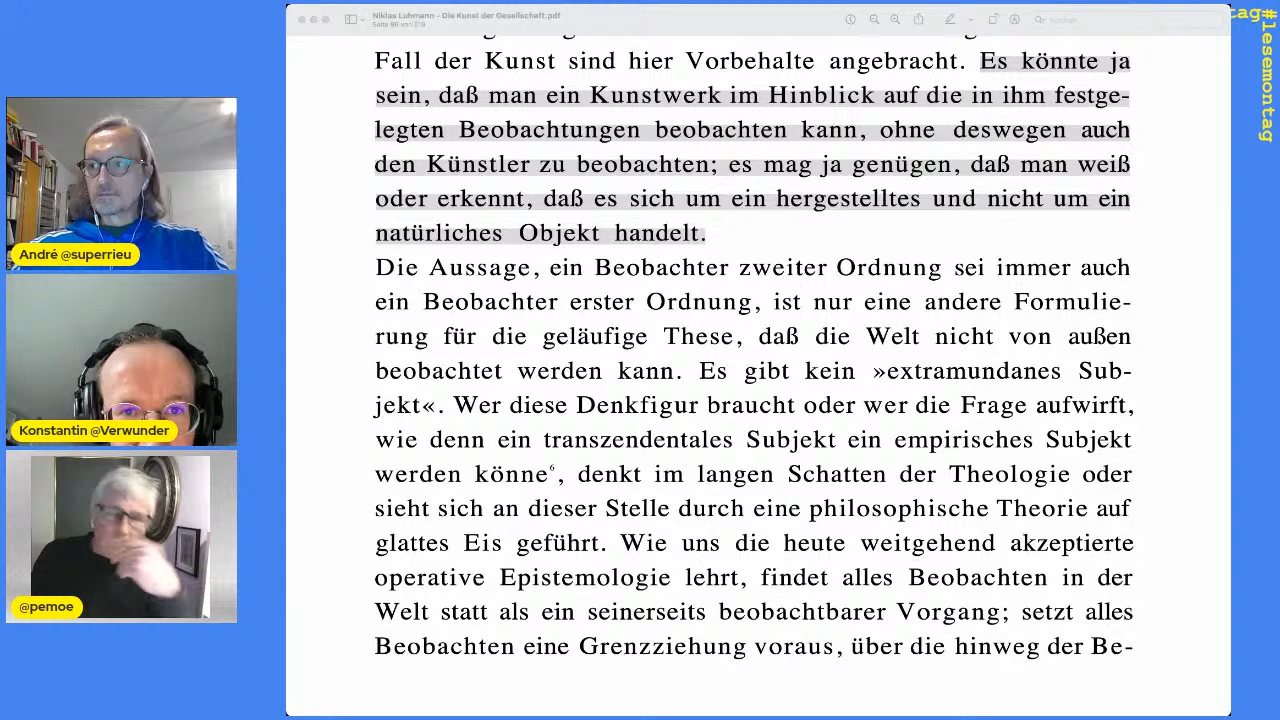 Niklas Luhmann - Die Kunst der Gesellschaft.pdf
Seite 96 von 519
Suchen
tag#
lesemontag
Fall der Kunst sind hier Vorbehalte angebracht. Es könnte ja
sein, daß man ein Kunstwerk im Hinblick auf die in ihm festge-
legten Beobachtungen beobachten kann, ohne deswegen auch
den Künstler zu beobachten; es mag ja genügen, daß man weiß
oder erkennt, daß es sich um ein hergestelltes und nicht um ein
natürliches Objekt handelt.
Die Aussage, ein Beobachter zweiter Ordnung sei immer auch
ein Beobachter erster Ordnung, ist nur eine andere Formulie-
rung für die geläufige These, daß die Welt nicht von außen
beobachtet werden kann. Es gibt kein »extramundanes Sub-
jekt«. Wer diese Denkfigur braucht oder wer die Frage aufwirft,
wie denn ein transzendentales Subjekt ein empirisches Subjekt
werden könne⁶, denkt im langen Schatten der Theologie oder
sieht sich an dieser Stelle durch eine philosophische Theorie auf
glattes Eis geführt. Wie uns die heute weitgehend akzeptierte
operative Epistemologie lehrt, findet alles Beobachten in der
Welt statt als ein seinerseits beobachtbarer Vorgang; setzt alles
Beobachten eine Grenzziehung voraus, über die hinweg der Be-
André @superrieu
Konstantin @Verwunder
@pemoe